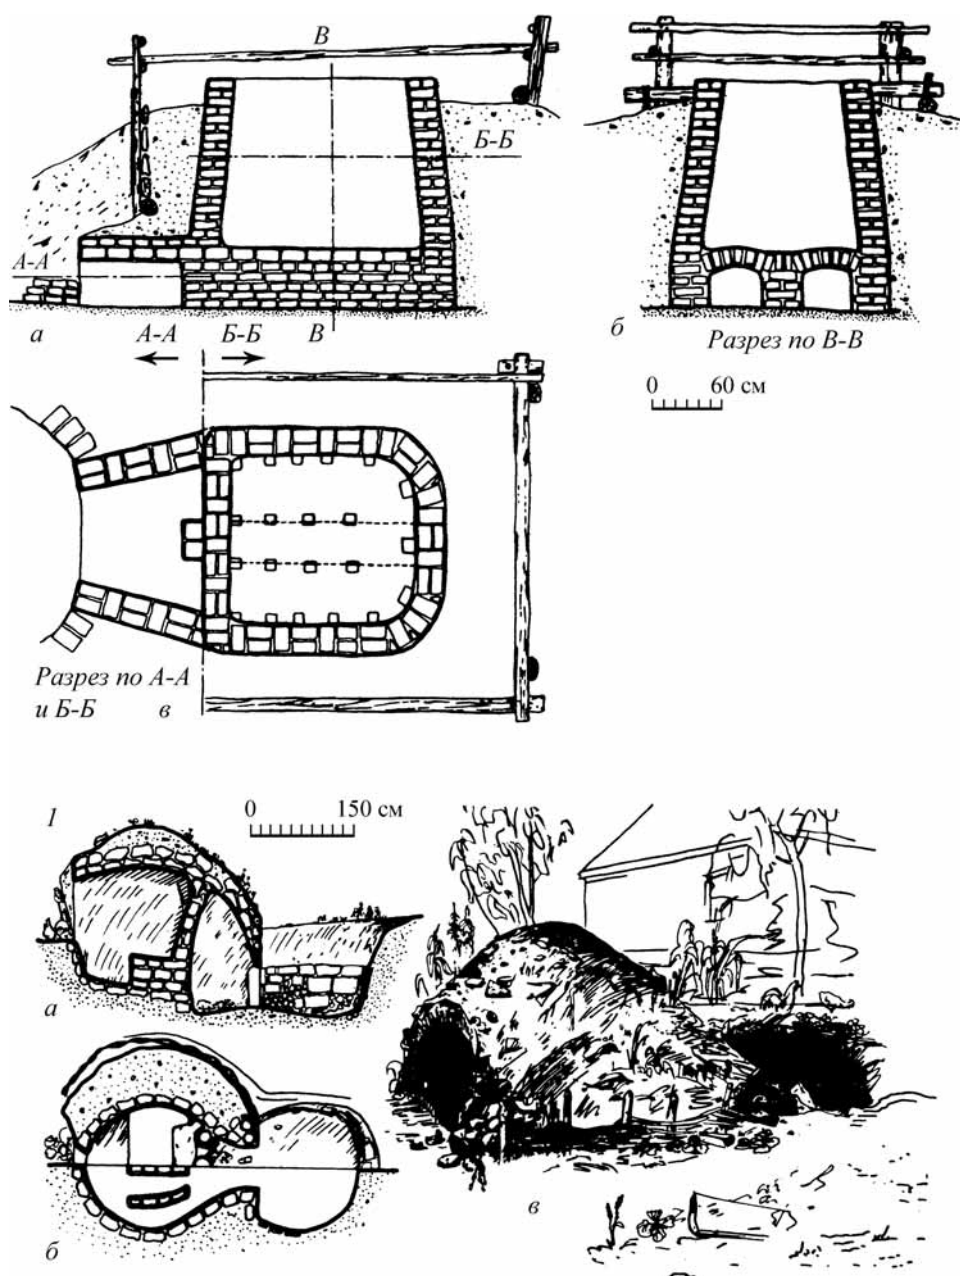 В
Б-Б
А-А
а
А-А
Б-Б
В
б
Разрез по В-В
0 60 см
Разрез по А-А
и Б-Б
в
1
0 150 см
а
б
в